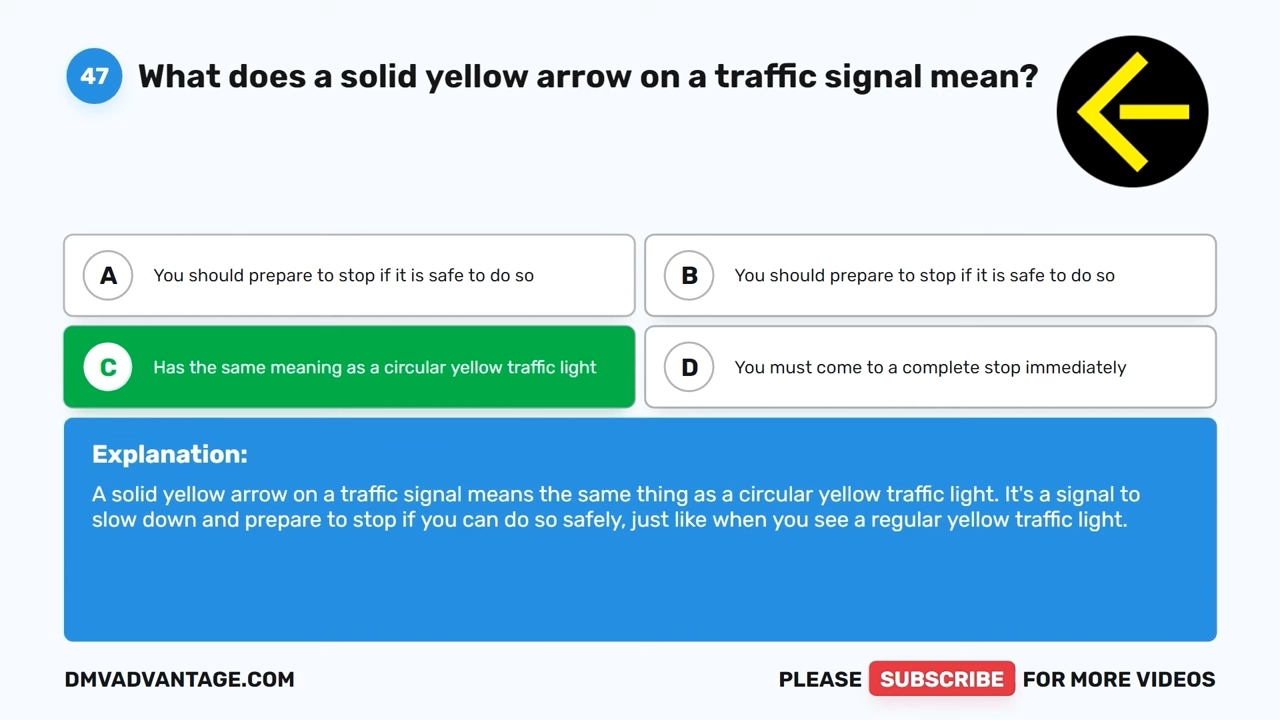 47 What does a solid yellow arrow on a traffic signal mean?
A You should prepare to stop if it is safe to do so
B You should prepare to stop if it is safe to do so
C Has the same meaning as a circular yellow traffic light
D You must come to a complete stop immediately
Explanation:
A solid yellow arrow on a traffic signal means the same thing as a circular yellow traffic light. It's a signal to
slow down and prepare to stop if you can do so safely, just like when you see a regular yellow traffic light.
DMVADVANTAGE.COM
PLEASE SUBSCRIBE FOR MORE VIDEOS